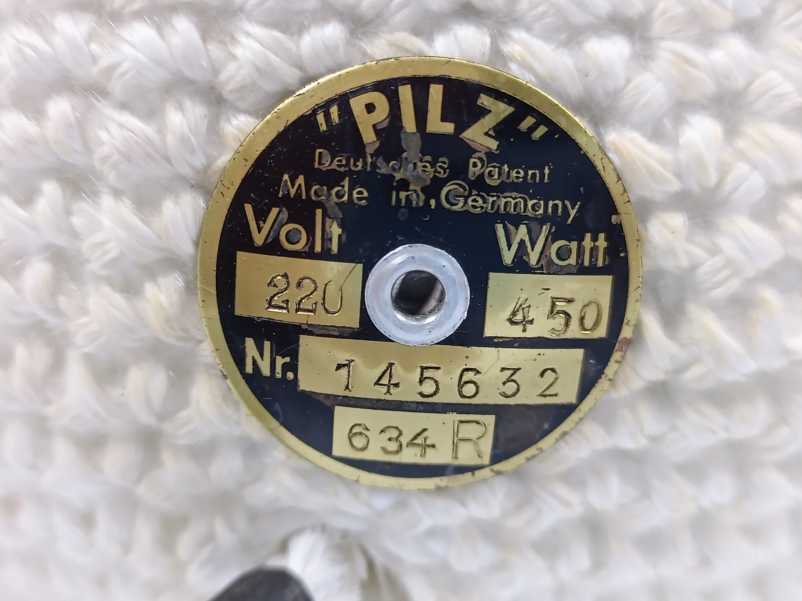 "PILZ"
Deutsches Patent
Made in Germany
Volt Watt
220 450
Nr. 145632
634 R